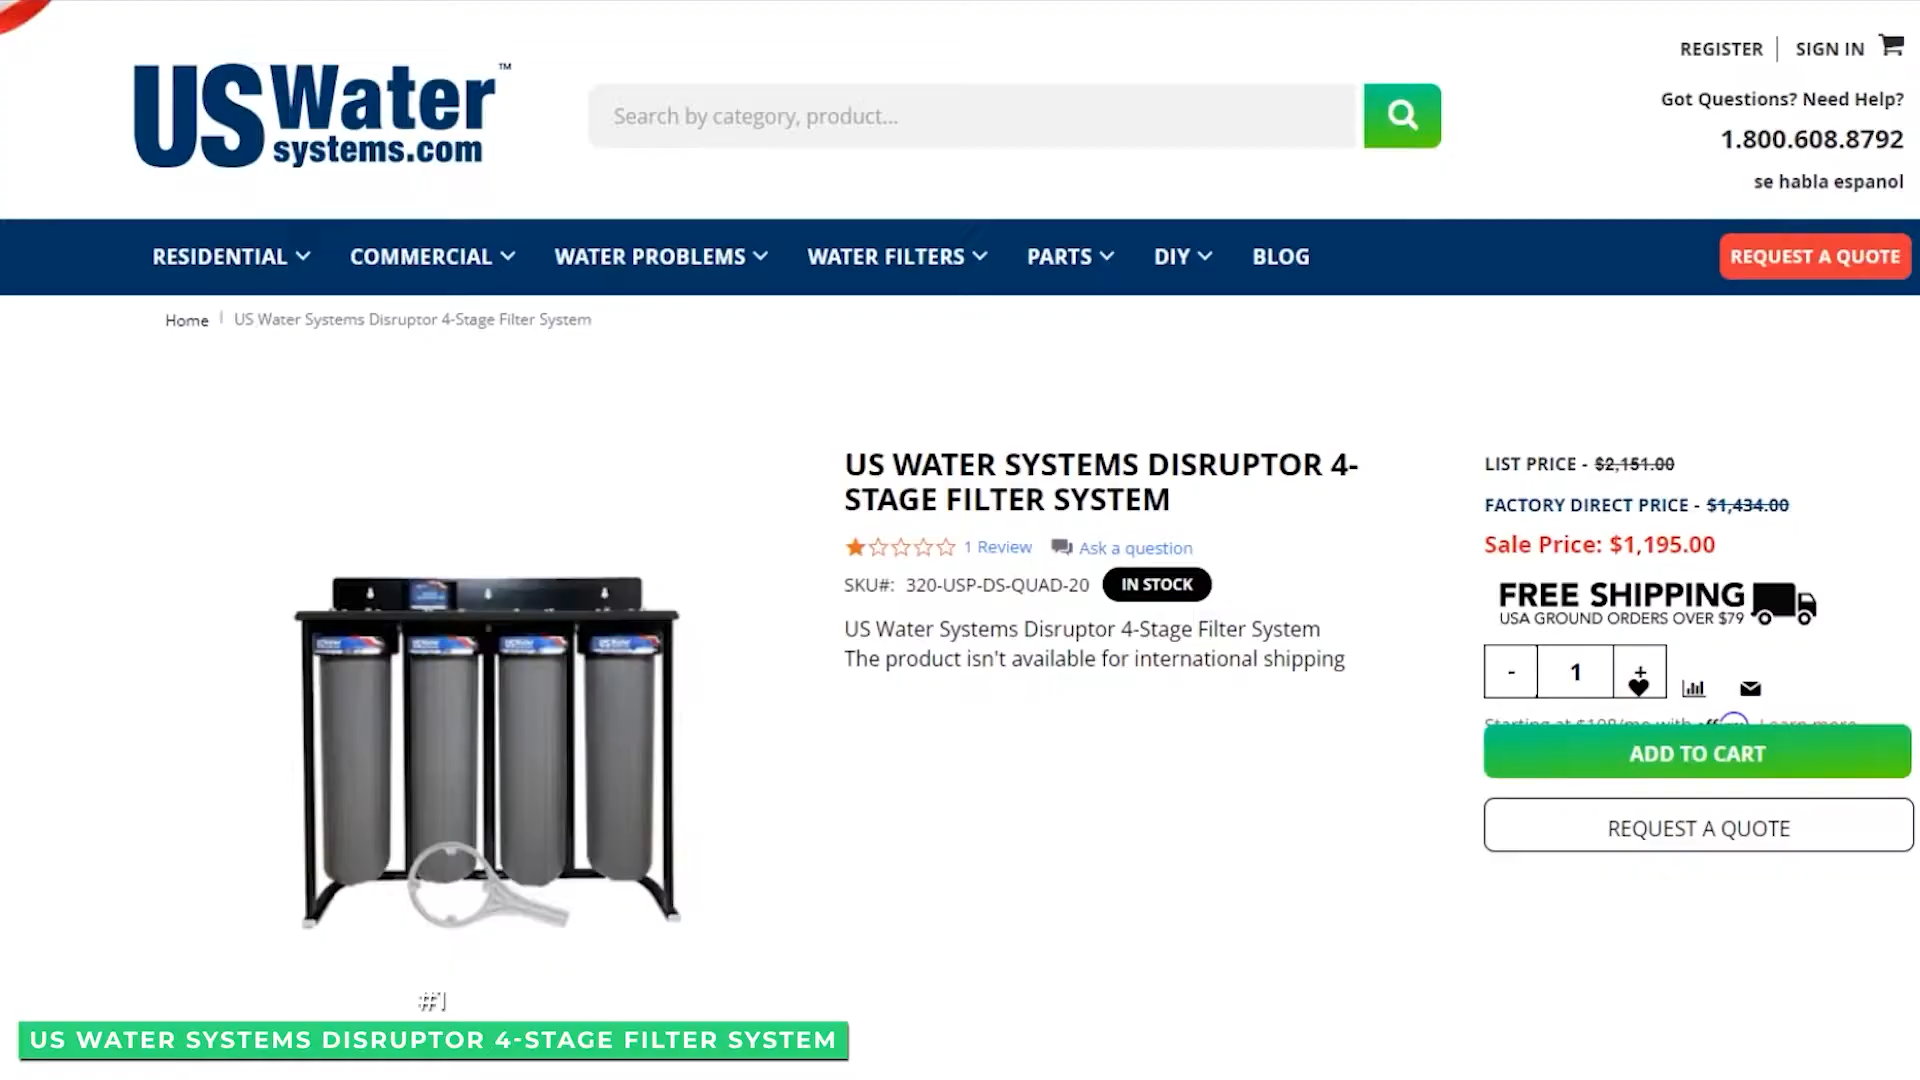 REGISTER
SIGN IN
US Water systems.com ™
Search by category, product...
Got Questions? Need Help?
1.800.608.8792
se habla espanol
RESIDENTIAL
COMMERCIAL
WATER PROBLEMS
WATER FILTERS
PARTS
DIY
BLOG
REQUEST A QUOTE
Home
US Water Systems Disruptor 4-Stage Filter System
US WATER SYSTEMS DISRUPTOR 4-
STAGE FILTER SYSTEM
1 Review
Ask a question
SKU#: 320-USP-DS-QUAD-20
IN STOCK
US Water Systems Disruptor 4-Stage Filter System
The product isn't available for international shipping
LIST PRICE - $2,151.00
FACTORY DIRECT PRICE - $1,434.00
Sale Price: $1,195.00
FREE SHIPPING
USA GROUND ORDERS OVER $79
- 1 +
ADD TO CART
REQUEST A QUOTE
#1
US WATER SYSTEMS DISRUPTOR 4-STAGE FILTER SYSTEM